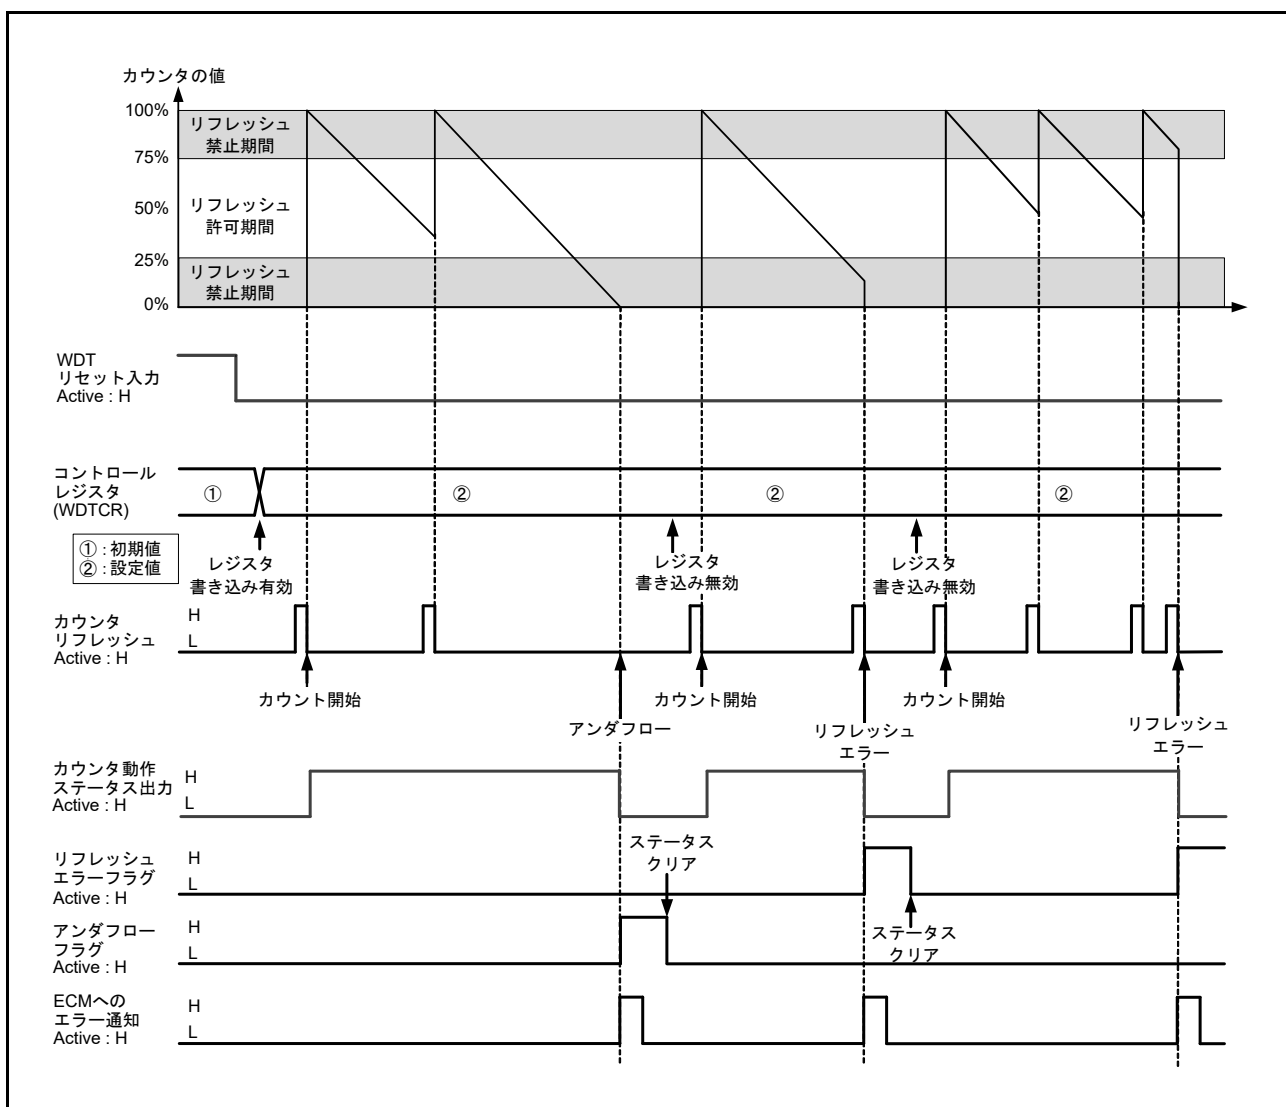 カウンタの値
100%
リフレッシュ
禁止期間
75%
50%
リフレッシュ
許可期間
25%
リフレッシュ
禁止期間
0%
WDT
リセット入力
Active : H
コントロール
レジスタ
(WDTCR)
①
②
②
②
① : 初期値
② : 設定値
レジスタ
書き込み有効
レジスタ
書き込み無効
レジスタ
書き込み無効
カウンタ
リフレッシュ
Active : H
H
L
カウント開始
カウント開始
カウント開始
アンダフロー
リフレッシュ
エラー
リフレッシュ
エラー
カウンタ動作
ステータス出力
Active : H
H
L
ステータス
クリア
リフレッシュ
エラーフラグ
Active : H
H
L
ステータス
クリア
アンダフロー
フラグ
Active : H
H
L
ECMへの
エラー通知
Active : H
H
L